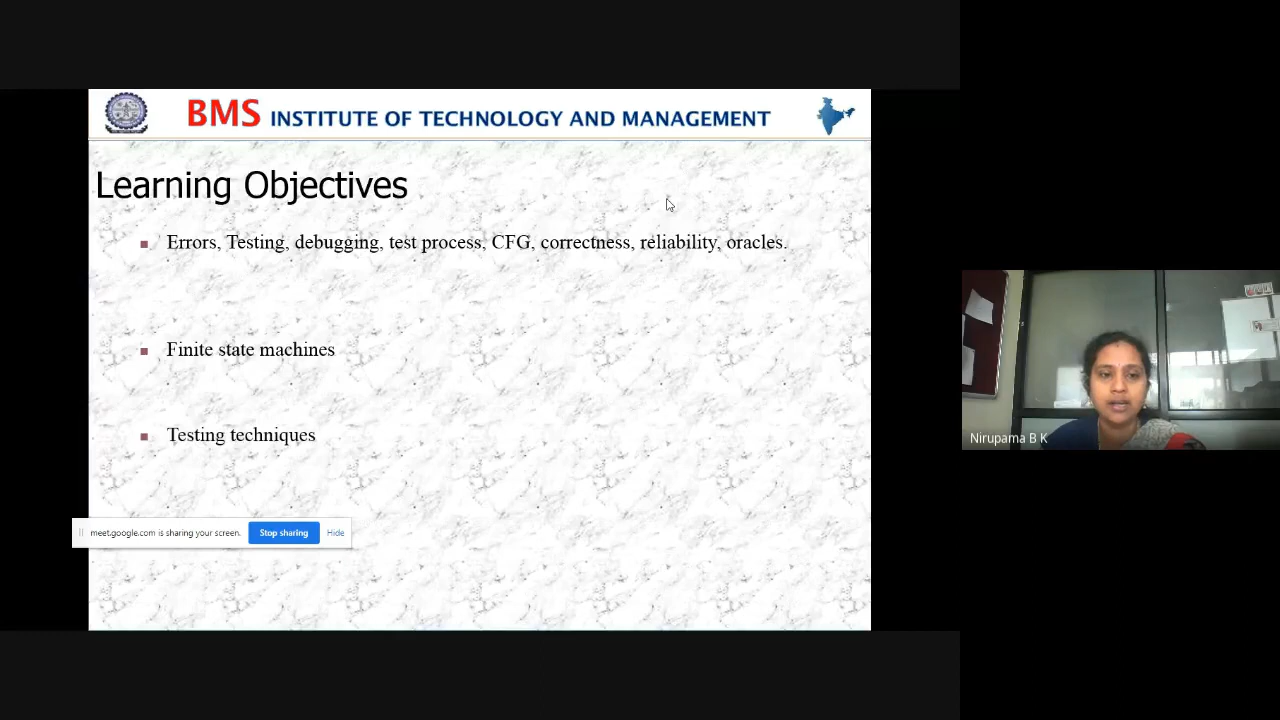 BMS INSTITUTE OF TECHNOLOGY AND MANAGEMENT
Learning Objectives
Errors, Testing, debugging, test process, CFG, correctness, reliability, oracles.
Finite state machines
Testing techniques
meet.google.com is sharing your screen. Stop sharing Hide
Nirupama B K